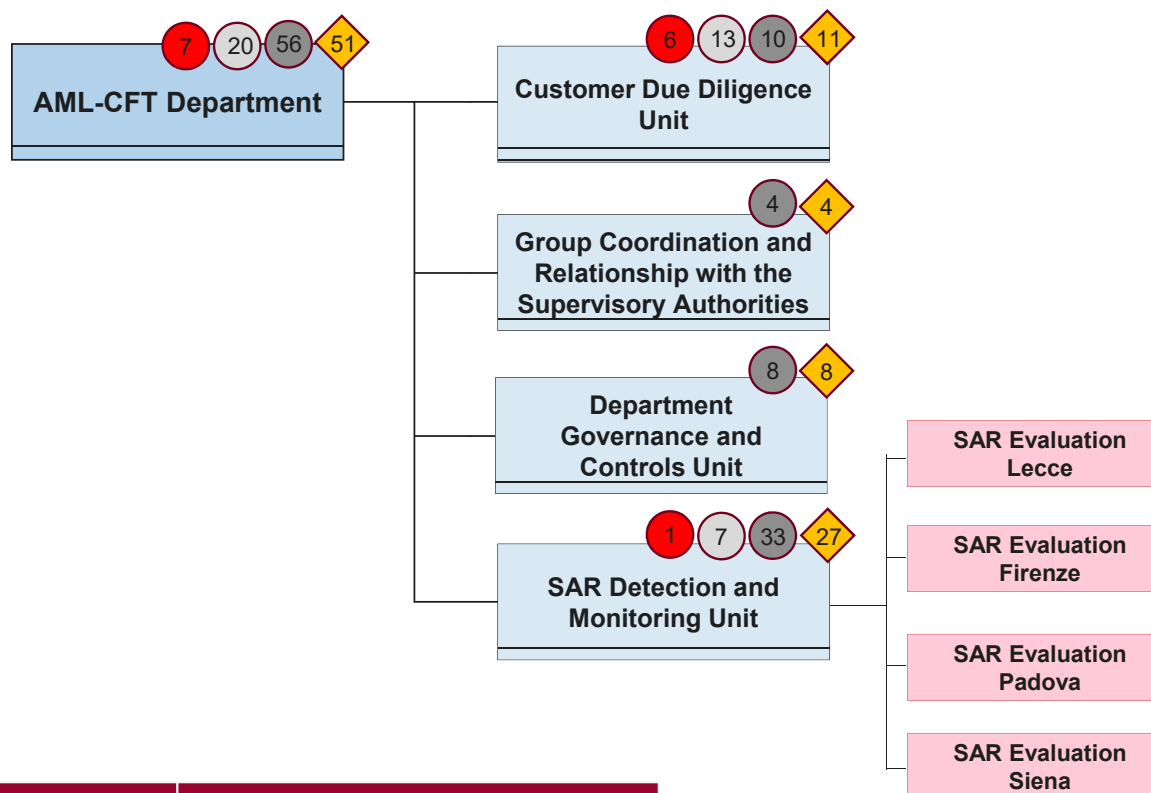 7 20 56 51
AML-CFT Department
6 13 10 11
Customer Due Diligence
Unit
4 4
Group Coordination and
Relationship with the
Supervisory Authorities
8 8
Department
Governance and
Controls Unit
1 7 33 27
SAR Detection and
Monitoring Unit
SAR Evaluation
Lecce
SAR Evaluation
Firenze
SAR Evaluation
Padova
SAR Evaluation
Siena